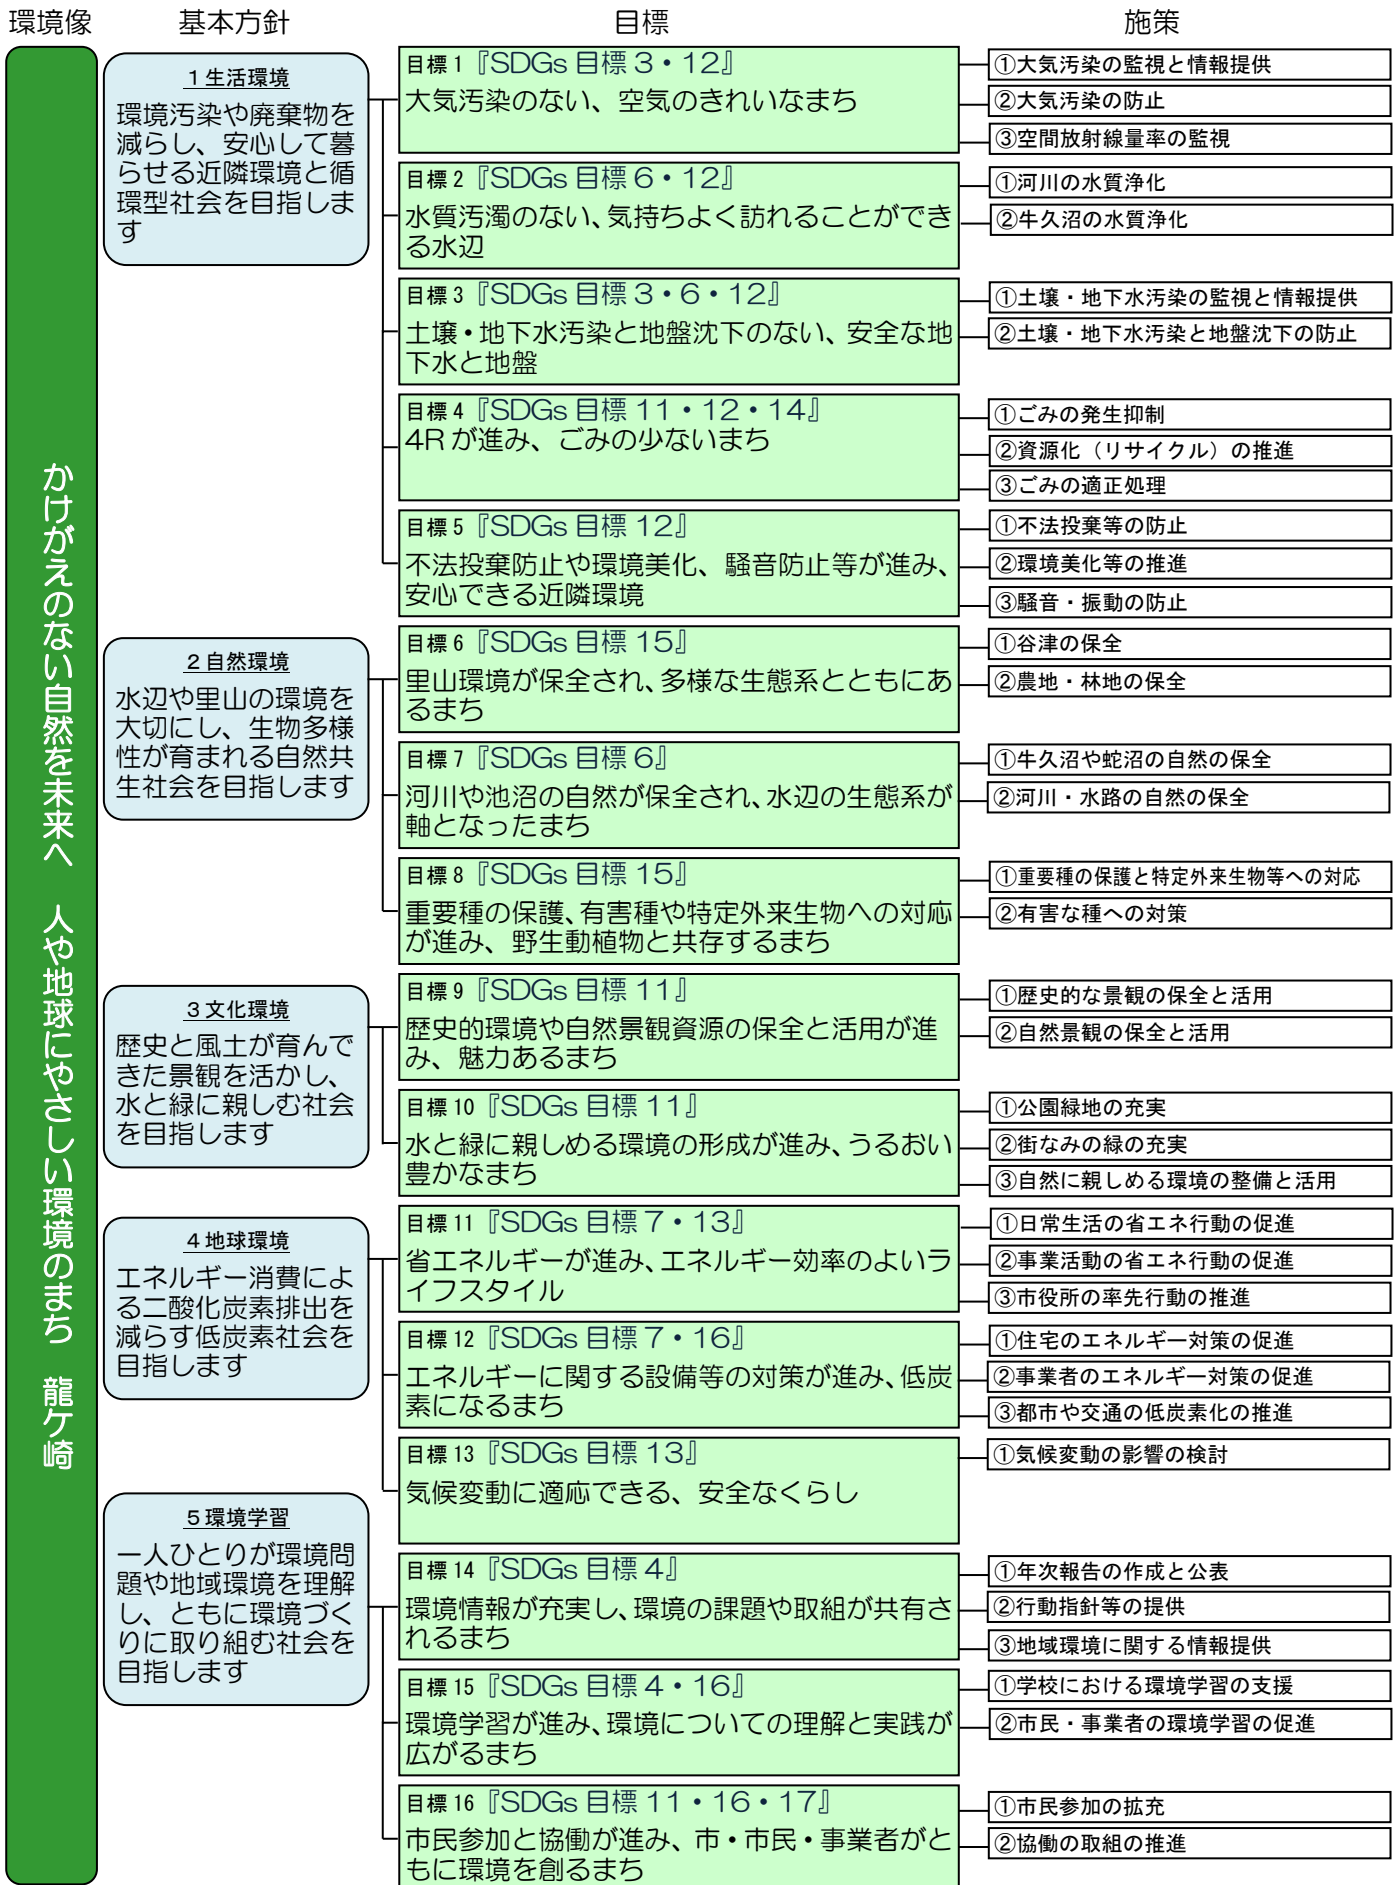 環境像
基本方針
目標
施策
かけがえのない自然を未来へ　人や地球にやさしい環境のまち　龍ケ崎
１生活環境
環境汚染や廃棄物を
減らし、安心して暮
らせる近隣環境と循
環型社会を目指しま
す
目標１『SDGs 目標３・12』
大気汚染のない、空気のきれいなまち
①大気汚染の監視と情報提供
②大気汚染の防止
③空間放射線量率の監視
目標２『SDGs 目標６・12』
水質汚濁のない、気持ちよく訪れることができ
る水辺
①河川の水質浄化
②牛久沼の水質浄化
目標３『SDGs 目標３・６・12』
土壌・地下水汚染と地盤沈下のない、安全な地
下水と地盤
①土壌・地下水汚染の監視と情報提供
②土壌・地下水汚染と地盤沈下の防止
目標４『SDGs 目標 11・12・14』
4R が進み、ごみの少ないまち
①ごみの発生抑制
②資源化（リサイクル）の推進
③ごみの適正処理
目標５『SDGs 目標 12』
不法投棄防止や環境美化、騒音防止等が進み、
安心できる近隣環境
①不法投棄等の防止
②環境美化等の推進
③騒音・振動の防止
２自然環境
水辺や里山の環境を
大切にし、生物多様
性が育まれる自然共
生社会を目指します
目標６『SDGs 目標 15』
里山環境が保全され、多様な生態系とともにあ
るまち
①谷津の保全
②農地・林地の保全
目標７『SDGs 目標６』
河川や池沼の自然が保全され、水辺の生態系が
軸となったまち
①牛久沼や蛇沼の自然の保全
②河川・水路の自然の保全
目標８『SDGs 目標 15』
重要種の保護、有害種や特定外来生物への対応
が進み、野生動植物と共存するまち
①重要種の保護と特定外来生物等への対応
②有害な種への対策
３文化環境
歴史と風土が育んで
きた景観を活かし、
水と緑に親しむ社会
を目指します
目標９『SDGs 目標 11』
歴史的環境や自然景観資源の保全と活用が進
み、魅力あるまち
①歴史的な景観の保全と活用
②自然景観の保全と活用
目標 10『SDGs 目標 11』
水と緑に親しめる環境の形成が進み、うるおい
豊かなまち
①公園緑地の充実
②街なみの緑の充実
③自然に親しめる環境の整備と活用
４地球環境
エネルギー消費によ
る二酸化炭素排出を
減らす低炭素社会を
目指します
目標 11『SDGs 目標７・13』
省エネルギーが進み、エネルギー効率のよいラ
イフスタイル
①日常生活の省エネ行動の促進
②事業活動の省エネ行動の促進
③市役所の率先行動の推進
目標 12『SDGs 目標７・16』
エネルギーに関する設備等の対策が進み、低炭
素になるまち
①住宅のエネルギー対策の促進
②事業者のエネルギー対策の促進
③都市や交通の低炭素化の推進
目標 13『SDGs 目標 13』
気候変動に適応できる、安全なくらし
①気候変動の影響の検討
５環境学習
一人ひとりが環境問
題や地域環境を理解
し、ともに環境づく
りに取り組む社会を
目指します
目標 14『SDGs 目標４』
環境情報が充実し、環境の課題や取組が共有さ
れるまち
①年次報告の作成と公表
②行動指針等の提供
③地域環境に関する情報提供
目標 15『SDGs 目標４・16』
環境学習が進み、環境についての理解と実践が
広がるまち
①学校における環境学習の支援
②市民・事業者の環境学習の促進
目標 16『SDGs 目標 11・16・17』
市民参加と協働が進み、市・市民・事業者がと
もに環境を創るまち
①市民参加の拡充
②協働の取組の推進